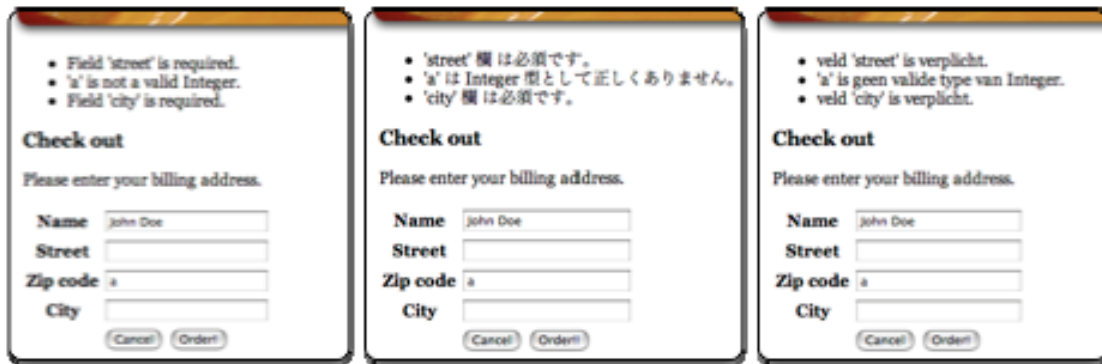 Field 'street' is required.
'a' is not a valid Integer.
Field 'city' is required.
Check out
Please enter your billing address.
Name John Doe
Street
Zip code a
City
Cancel Order!!
'street' 欄 は必須です。
'a' は Integer 型として正しくありません。
'city' 欄 は必須です。
Check out
Please enter your billing address.
Name John Doe
Street
Zip code a
City
Cancel Order!!
veld 'street' is verplicht.
'a' is geen valide type van Integer.
veld 'city' is verplicht.
Check out
Please enter your billing address.
Name John Doe
Street
Zip code a
City
Cancel Order!!